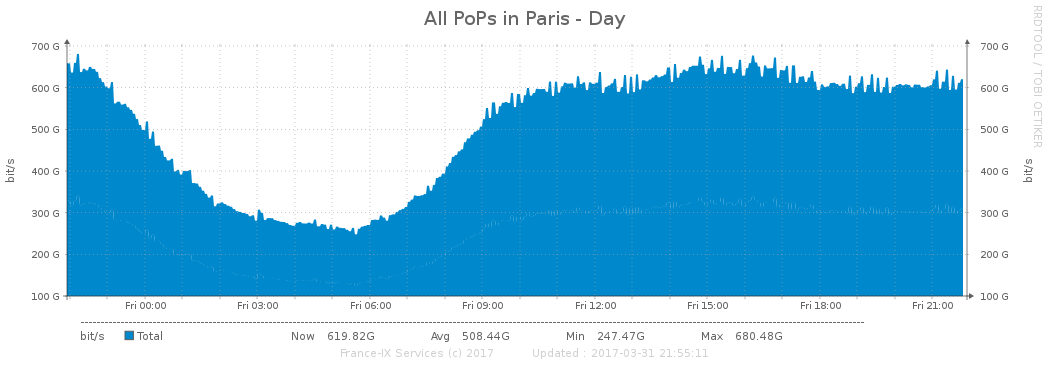 All PoPs in Paris - Day
RRDTOOL / TOBI OETIKER
700 G 700 G
600 G 600 G
500 G 500 G
400 G 400 G
300 G 300 G
200 G 200 G
100 G 100 G
bit/s bit/s
Fri 00:00 Fri 03:00 Fri 06:00 Fri 09:00 Fri 12:00 Fri 15:00 Fri 18:00 Fri 21:00
bit/s Total Now 619.82G Avg 508.44G Min 247.47G Max 680.48G
France-IX Services (c) 2017 Updated : 2017-03-31 21:55:11